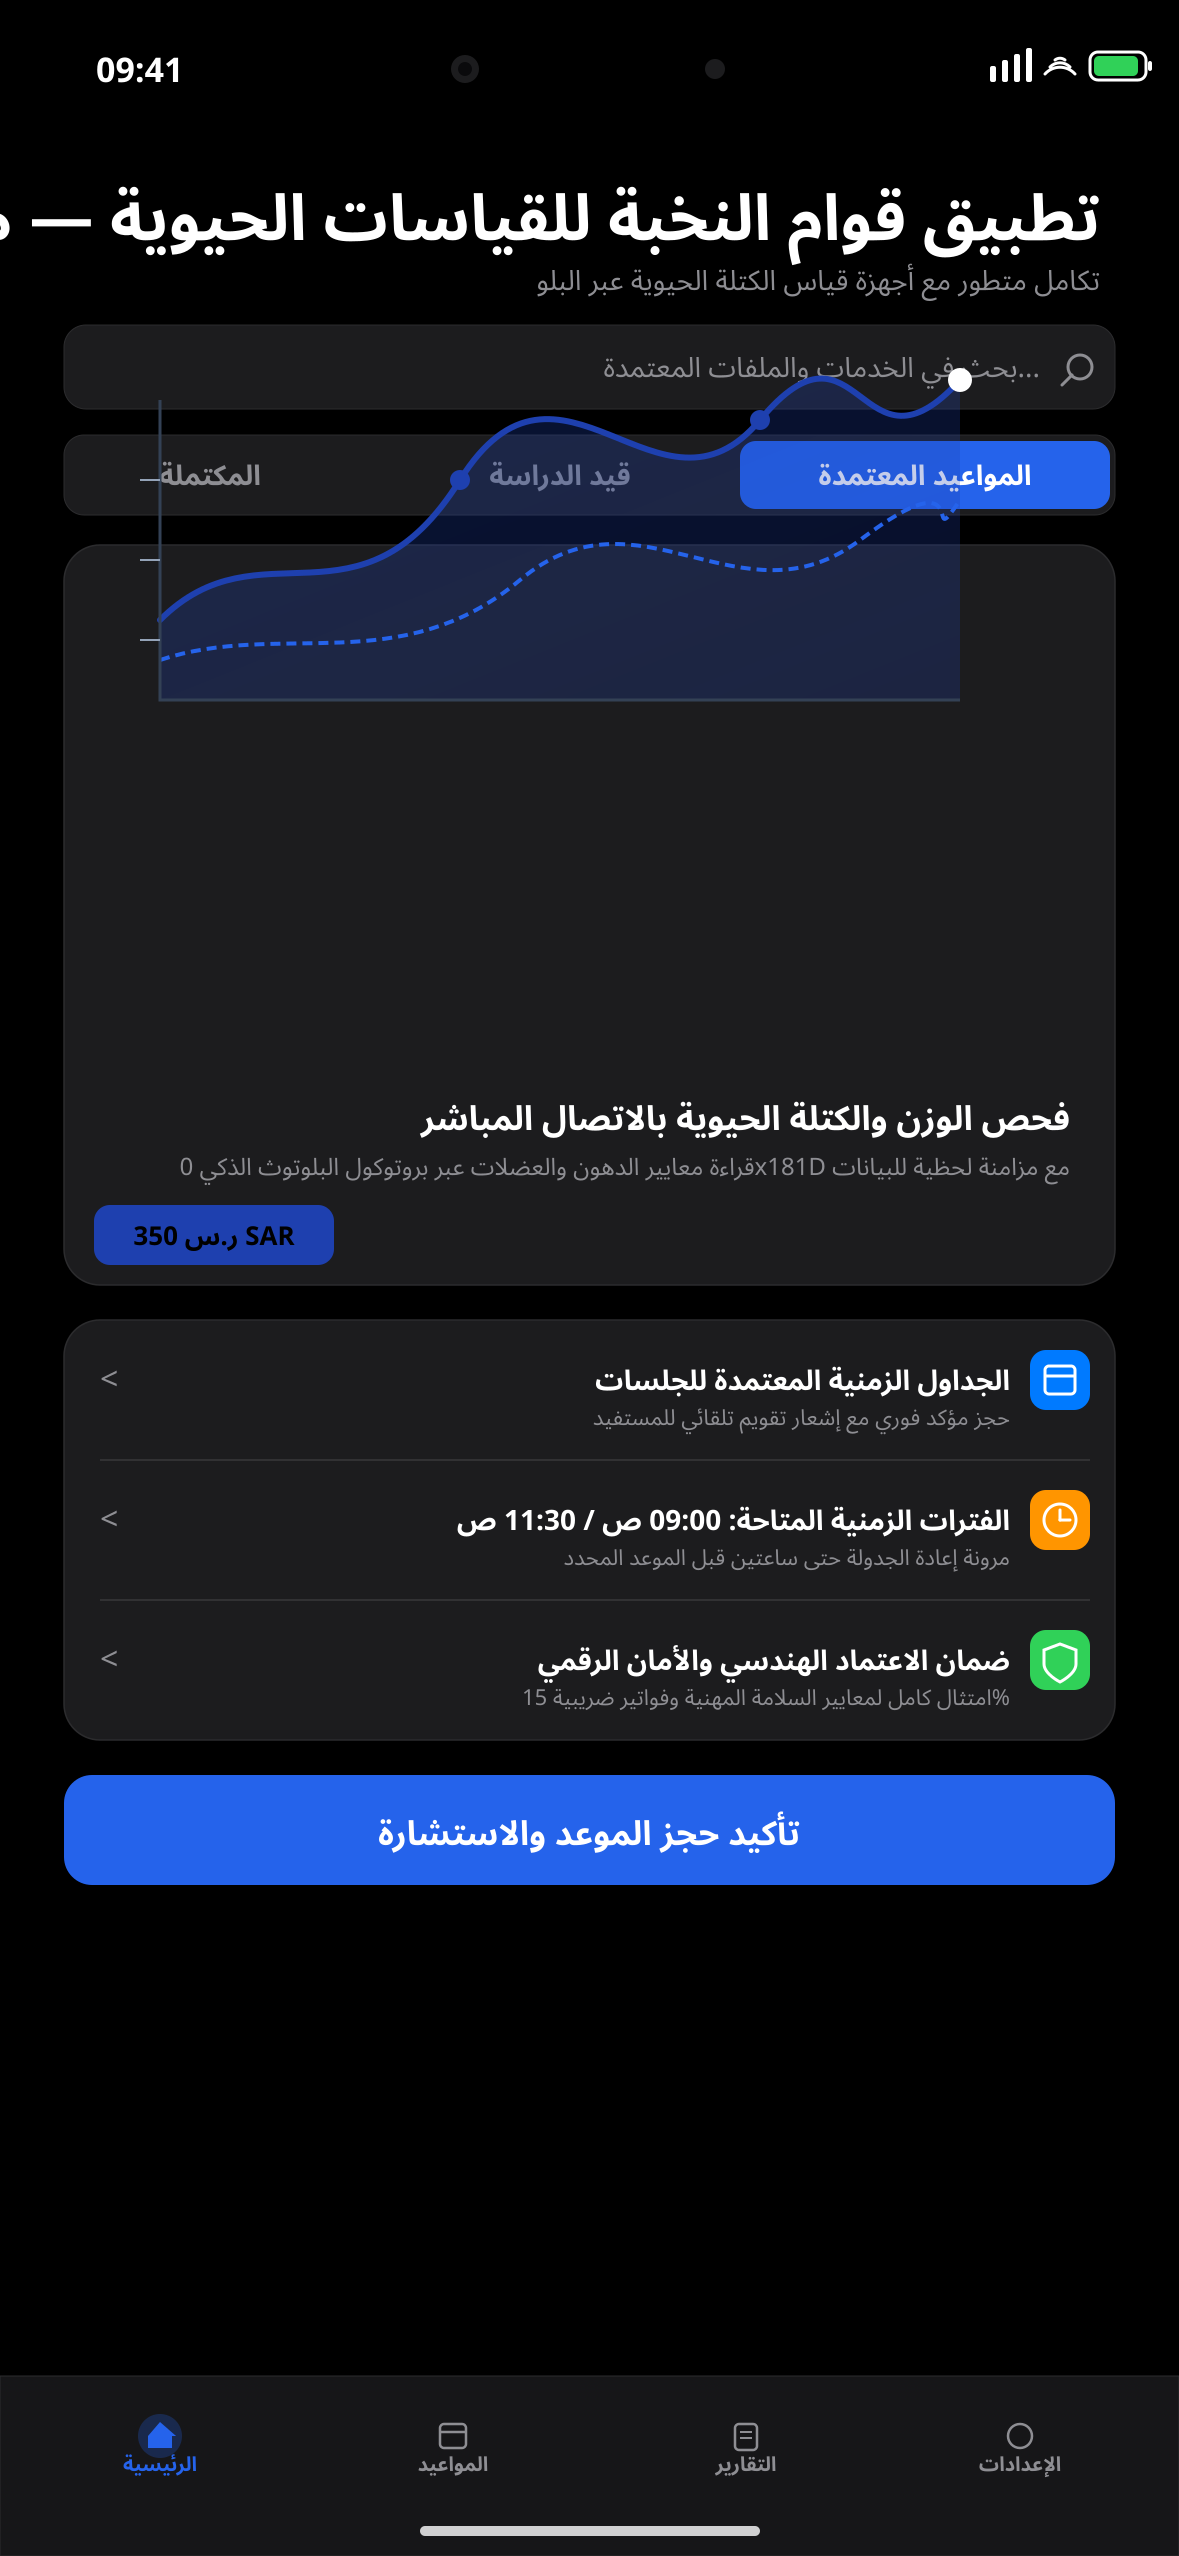 09:41
تطبيق قوام النخبة للقياسات الحيوية —
تكامل متطور مع أجهزة قياس الكتلة الحيوية عبر البلو
بحث في الخدمات والملفات المعتمدة...
المواعيد المعتمدة
قيد الدراسة
المكتملة
فحص الوزن والكتلة الحيوية بالاتصال المباشر
قراءة معايير الدهون والعضلات عبر بروتوكول البلوتوث الذكي 0x181D مع مزامنة لحظية للبيانات
350 ر.س SAR
الجداول الزمنية المعتمدة للجلسات
حجز مؤكد فوري مع إشعار تقويم تلقائي للمستفيد
الفترات الزمنية المتاحة: 09:00 ص / 11:30 ص
مرونة إعادة الجدولة حتى ساعتين قبل الموعد المحدد
ضمان الاعتماد الهندسي والأمان الرقمي
امتثال كامل لمعايير السلامة المهنية وفواتير ضريبية 15%
تأكيد حجز الموعد والاستشارة
الإعدادات
التقارير
المواعيد
الرئيسية